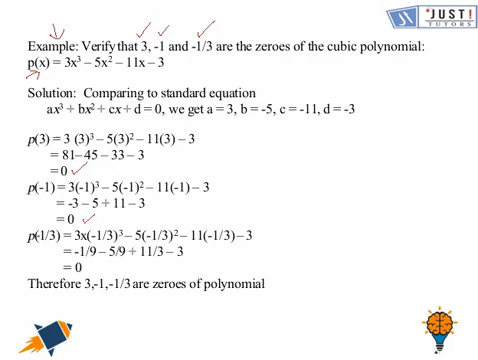 JUST!
TUTORS
Example: Verify that 3, -1 and -1/3 are the zeroes of the cubic polynomial:
p(x) = 3x³ – 5x² – 11x – 3
Solution: Comparing to standard equation
ax³ + bx² + cx + d = 0, we get a = 3, b = -5, c = -11, d = -3
p(3) = 3 (3)³ – 5(3)² – 11(3) – 3
= 81– 45 – 33 – 3
= 0
p(-1) = 3(-1)³ – 5(-1)² – 11(-1) – 3
= -3 – 5 + 11 – 3
= 0
p(-1/3) = 3x(-1/3)³ – 5(-1/3)² – 11(-1/3) – 3
= -1/9 – 5/9 + 11/3 – 3
= 0
Therefore 3,-1,-1/3 are zeroes of polynomial